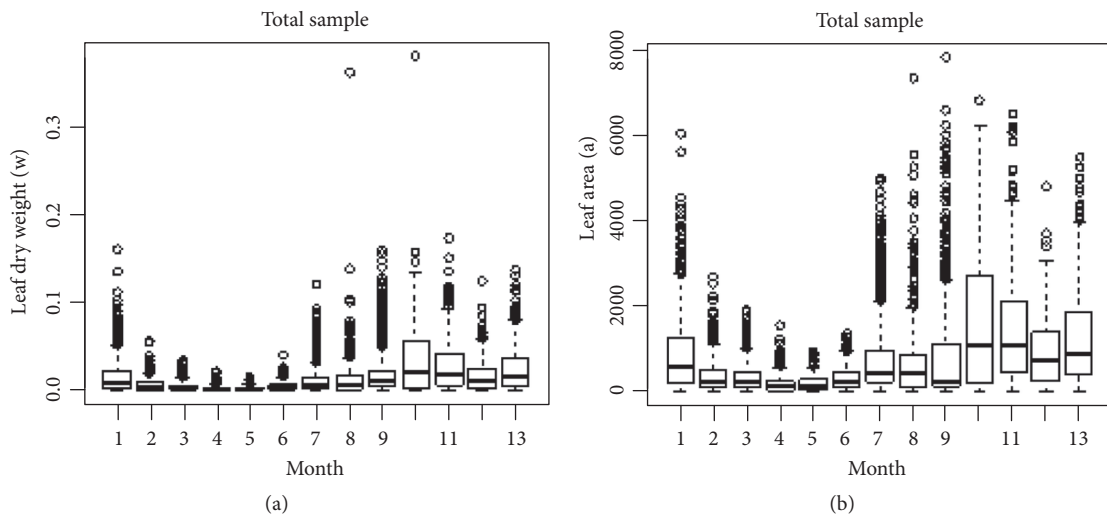 Total sample
Leaf dry weight (w)
0.3
0.2
0.1
0.0
1 2 3 4 5 6 7 8 9 11 13
Month
(a)
Total sample
Leaf area (a)
8000
6000
4000
2000
0
1 2 3 4 5 6 7 8 9 11 13
Month
(b)